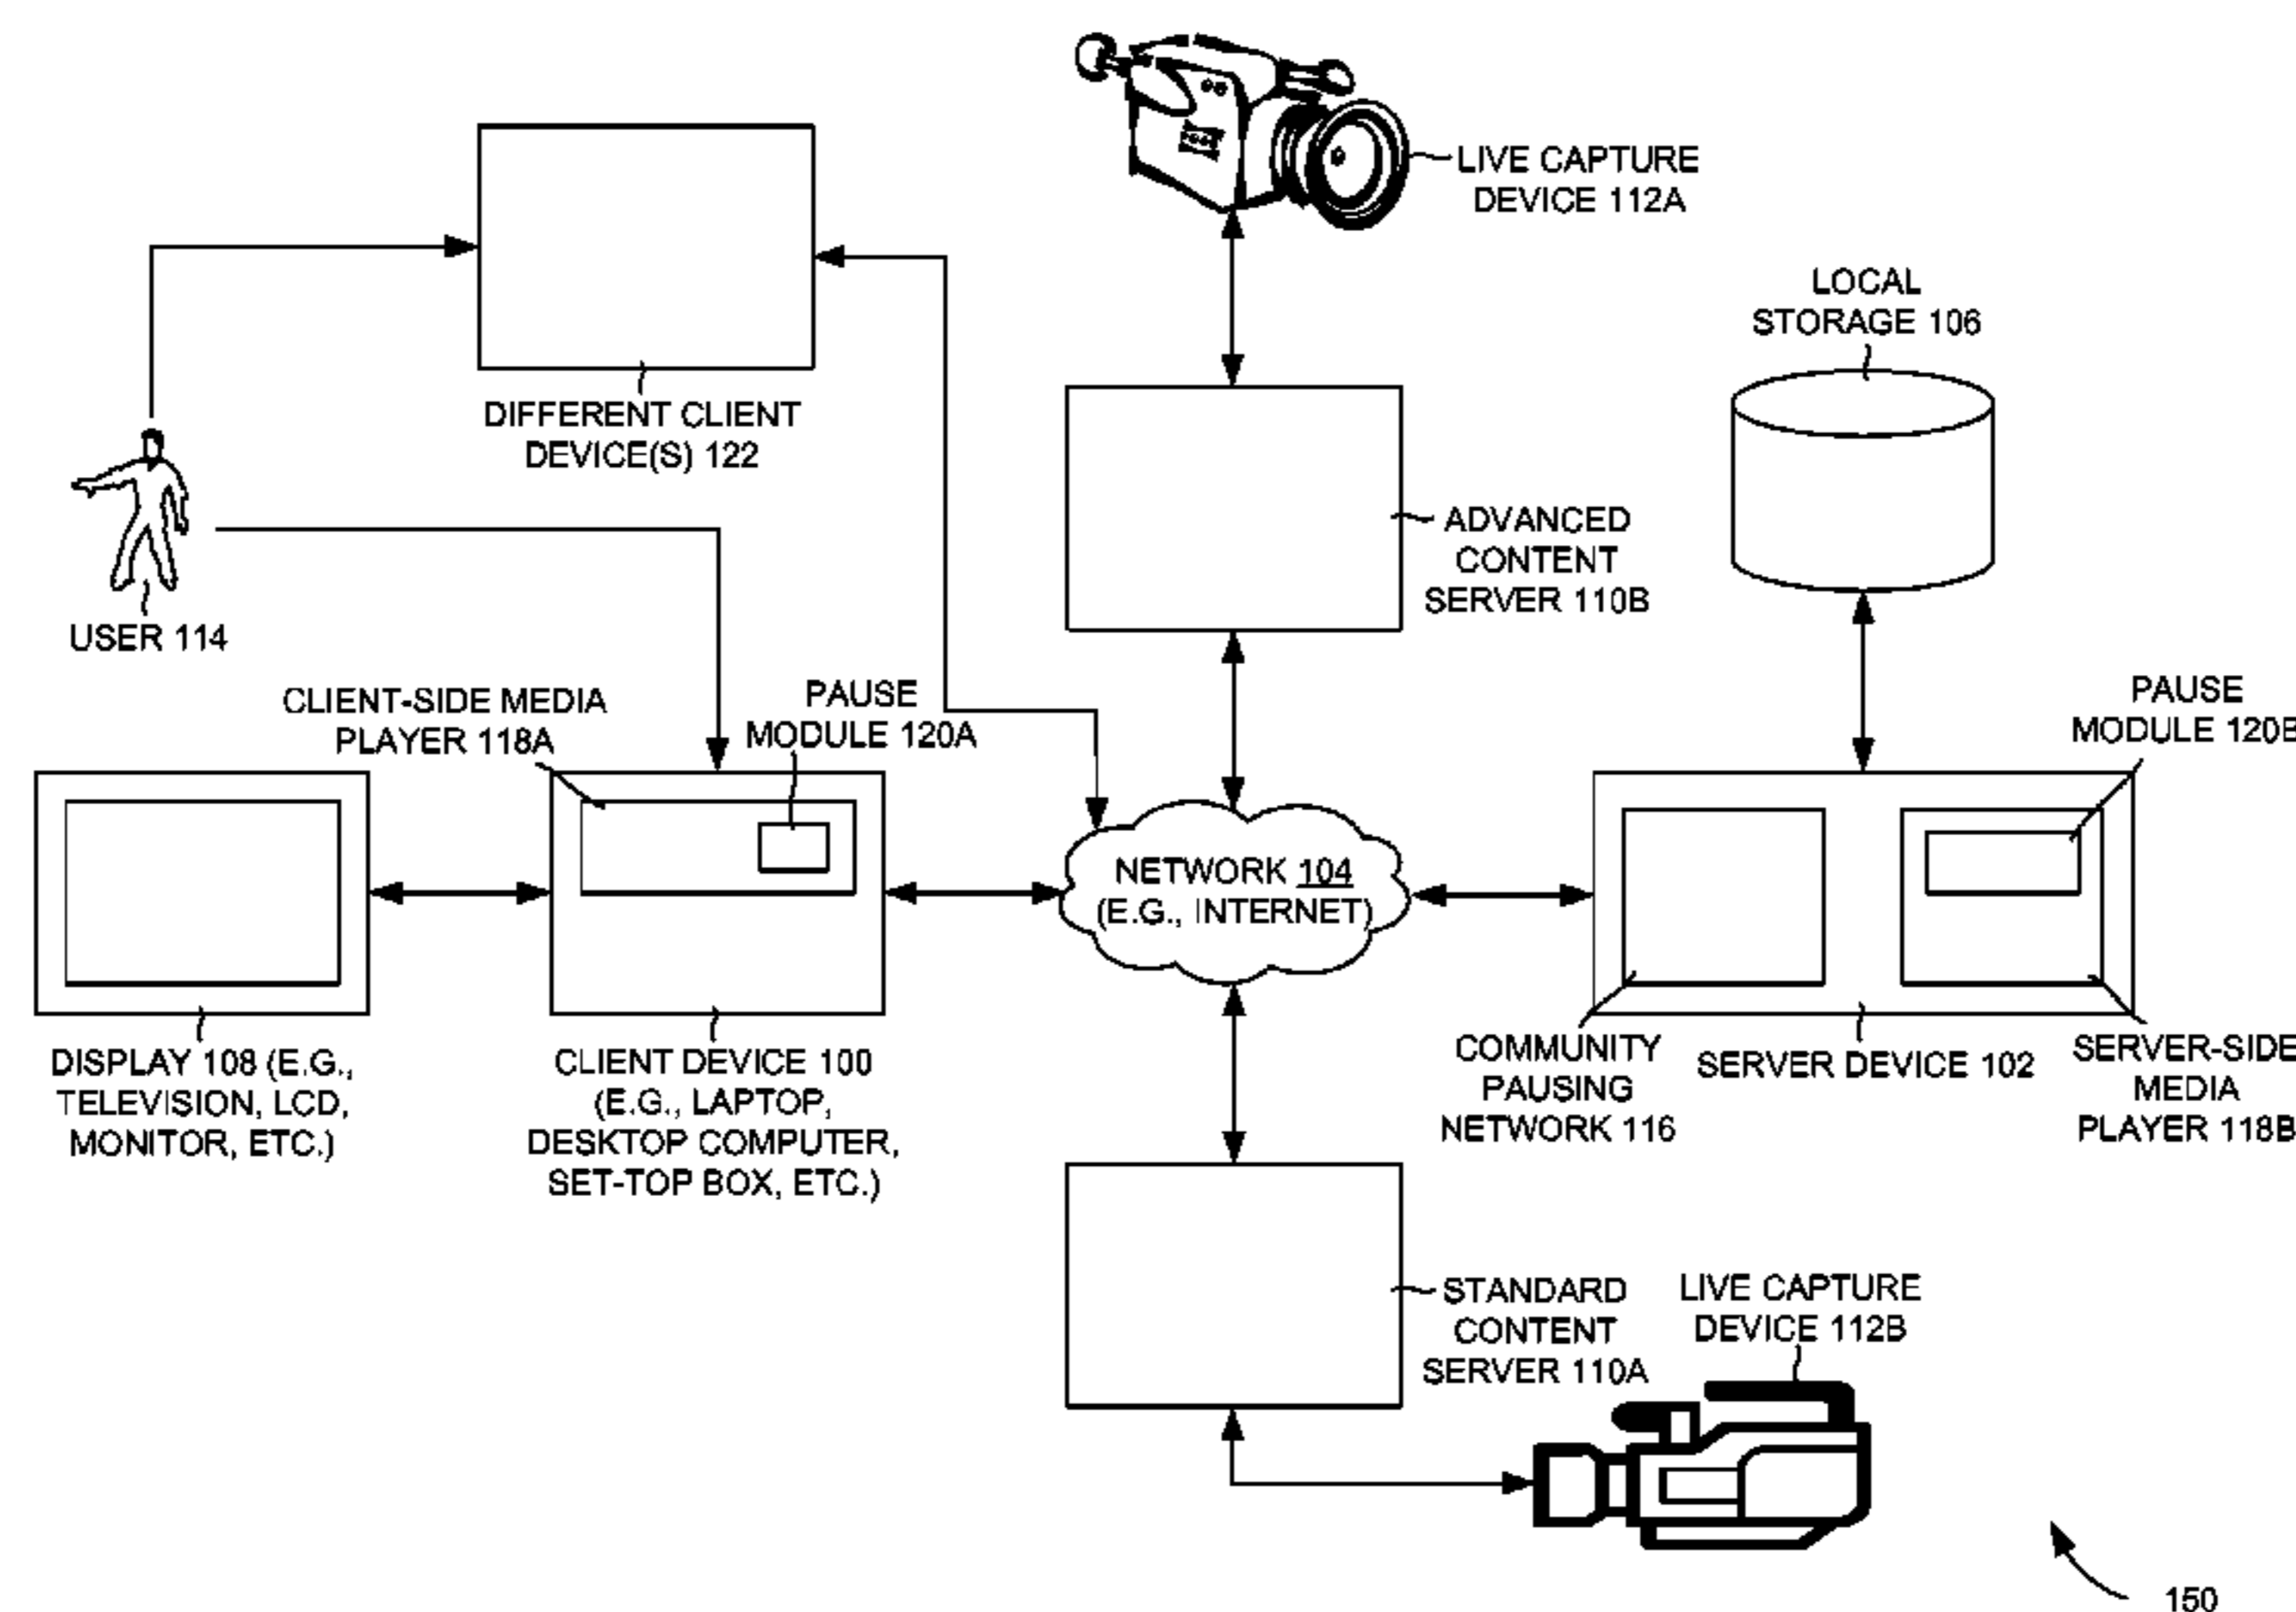 LIVE CAPTURE
DEVICE 112A
LOCAL
STORAGE 106
DIFFERENT CLIENT
DEVICE(S) 122
ADVANCED
CONTENT
SERVER 110B
USER 114
CLIENT-SIDE MEDIA
PLAYER 118A
PAUSE
MODULE 120A
PAUSE
MODULE 120B
NETWORK 104
(E.G., INTERNET)
DISPLAY 108 (E.G.,
TELEVISION, LCD,
MONITOR, ETC.)
CLIENT DEVICE 100
(E.G., LAPTOP,
DESKTOP COMPUTER,
SET-TOP BOX, ETC.)
COMMUNITY
PAUSING
NETWORK 116
SERVER DEVICE 102
SERVER-SIDE
MEDIA
PLAYER 118B
STANDARD
CONTENT
SERVER 110A
LIVE CAPTURE
DEVICE 112B
150